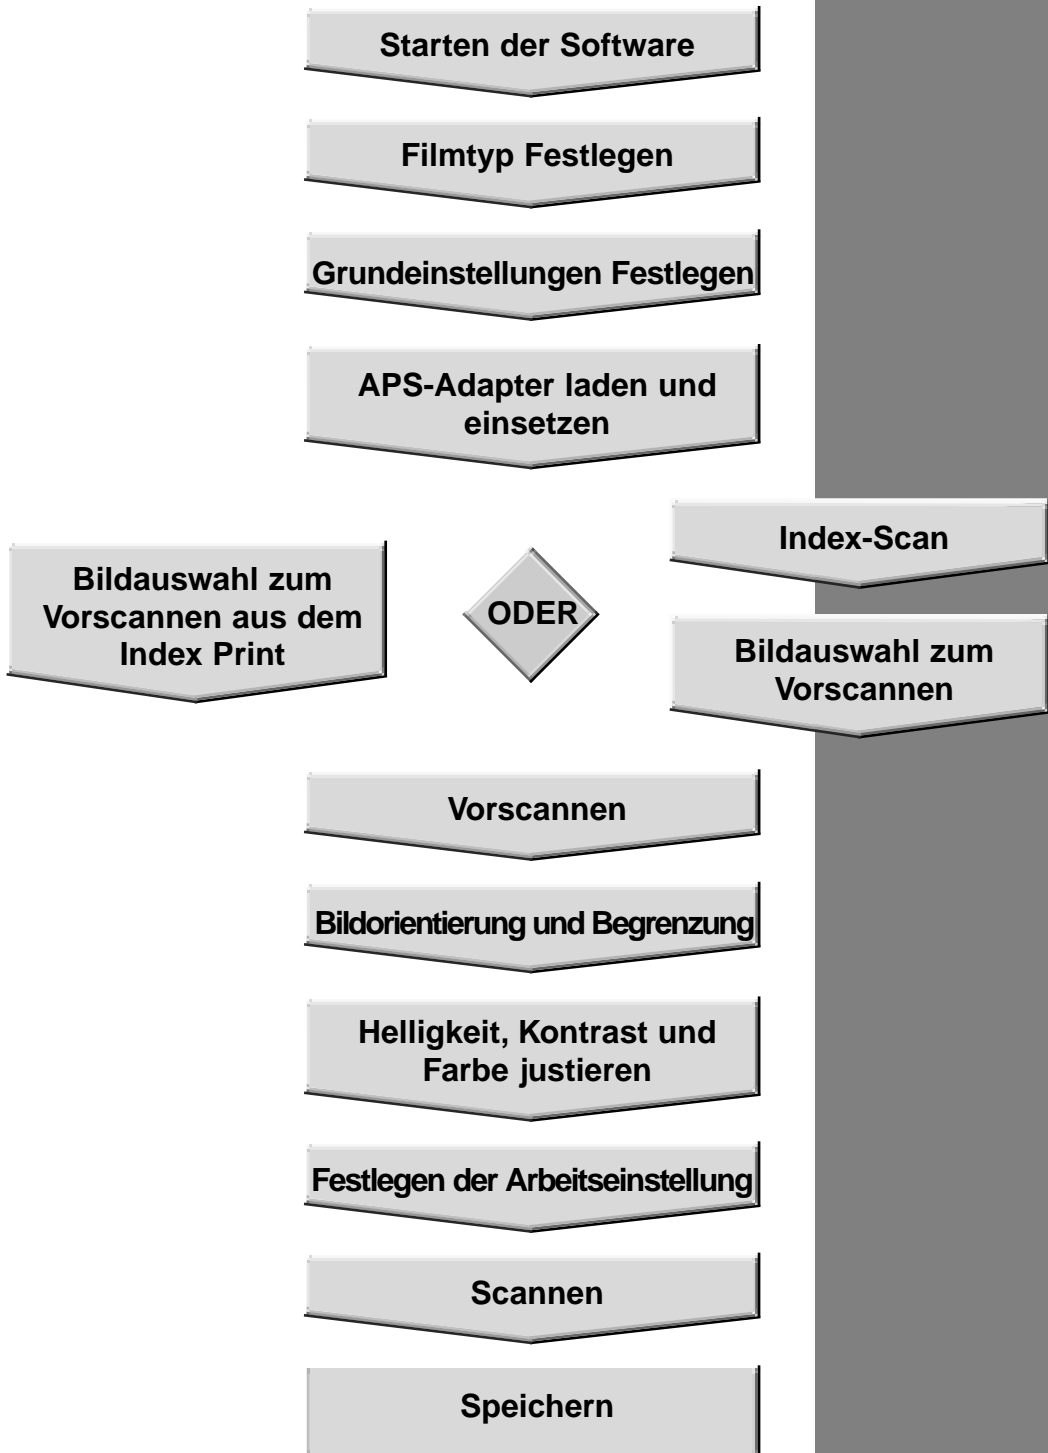 Starten der Software
Filmtyp Festlegen
Grundeinstellungen Festlegen
APS-Adapter laden und
einsetzen
Bildauswahl zum
Vorscannen aus dem
Index Print
ODER
Index-Scan
Bildauswahl zum
Vorscannen
Vorscannen
Bildorientierung und Begrenzung
Helligkeit, Kontrast und
Farbe justieren
Festlegen der Arbeitseinstellung
Scannen
Speichern